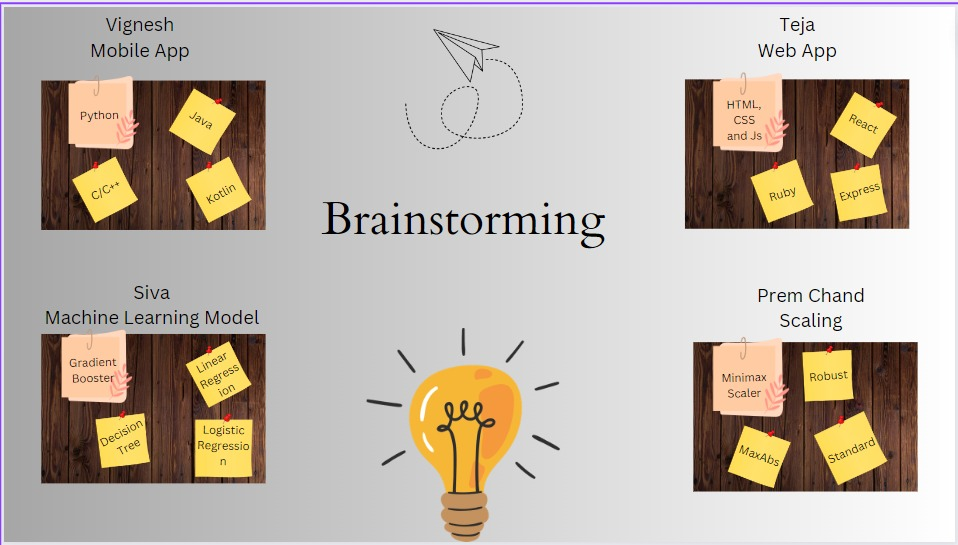 Vignesh
Mobile App
Python
Java
C/C++
Kotlin
Teja
Web App
HTML,
CSS
and Js
React
Ruby
Express
Brainstorming
Siva
Machine Learning Model
Gradient
Booster
Linear
Regress
ion
Decision
Tree
Logistic
Regressio
n
Prem Chand
Scaling
Minimax
Scaler
Robust
MaxAbs
Standard